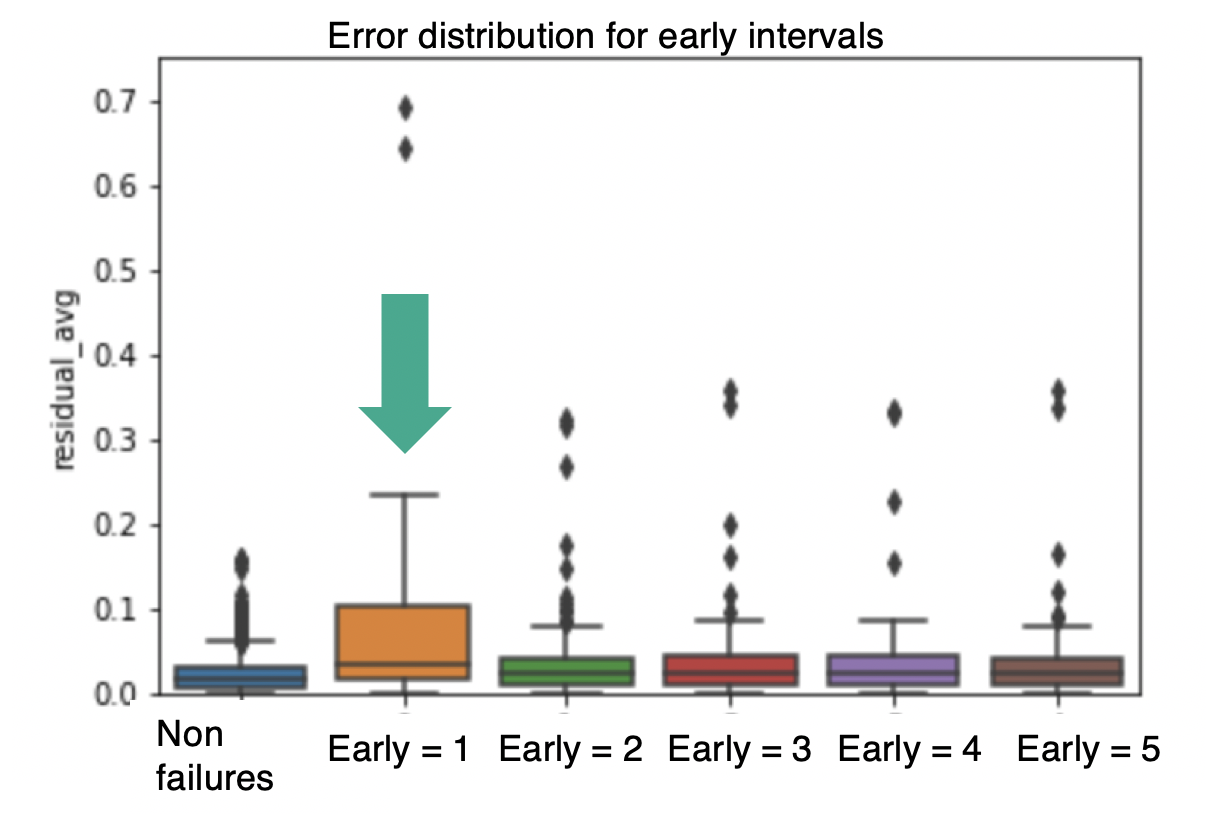 Error distribution for early intervals
0.7
0.6
0.5
0.4
0.3
0.2
0.1
0.0
residual_avg
Non
failures
Early = 1
Early = 2
Early = 3
Early = 4
Early = 5